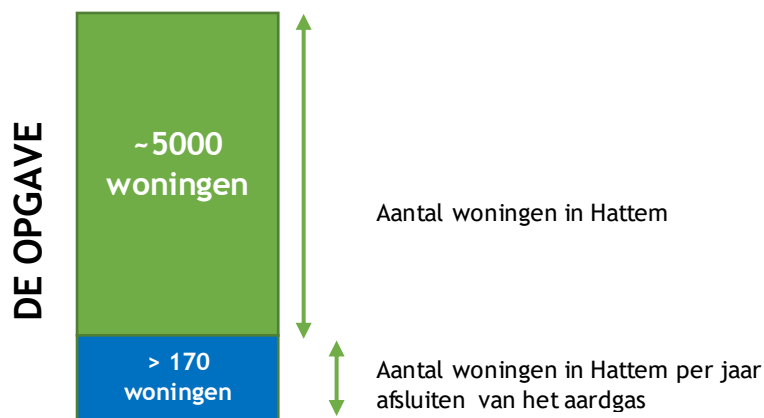 DE OPGAVE
~5000
woningen
Aantal woningen in Hattem
> 170
woningen
Aantal woningen in Hattem per jaar
afsluiten van het aardgas